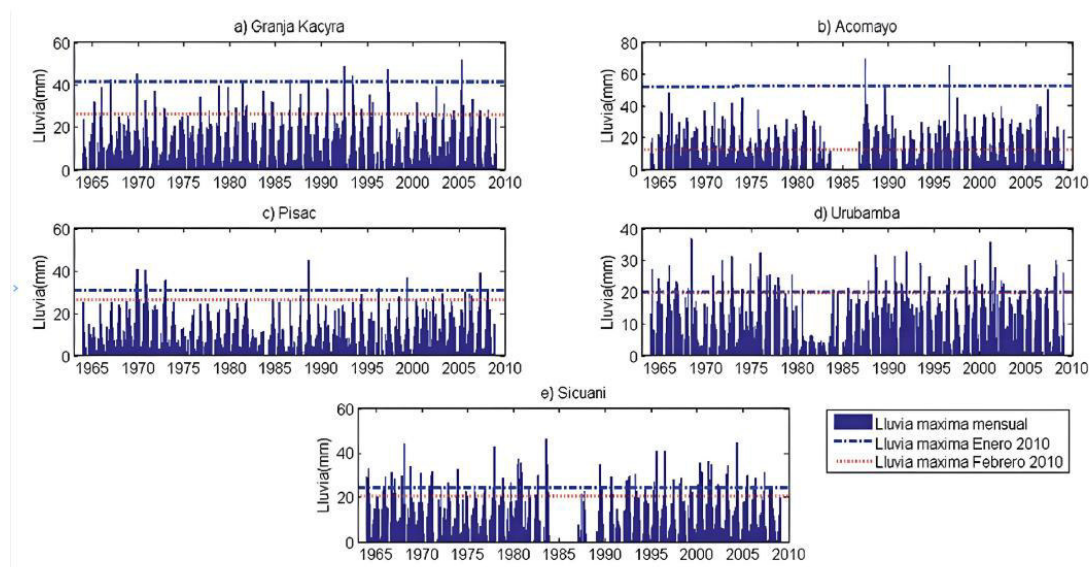 a) Granja Kacyra
Lluvia(mm)
60
40
20
0
1965 1970 1975 1980 1985 1990 1995 2000 2005 2010
b) Acomayo
Lluvia(mm)
80
60
40
20
0
1965 1970 1975 1980 1985 1990 1995 2000 2005 2010
c) Pisac
Lluvia(mm)
60
40
20
0
1965 1970 1975 1980 1985 1990 1995 2000 2005 2010
d) Urubamba
Lluvia(mm)
40
30
20
10
0
1965 1970 1975 1980 1985 1990 1995 2000 2005 2010
e) Sicuani
Lluvia(mm)
60
40
20
0
1965 1970 1975 1980 1985 1990 1995 2000 2005 2010
Lluvia maxima mensual
Lluvia maxima Enero 2010
Lluvia maxima Febrero 2010